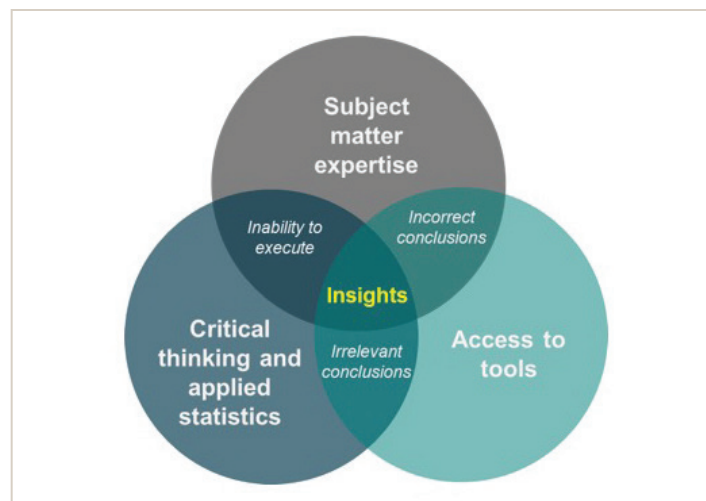 Subject
matter
expertise
Inability to
execute
Incorrect
conclusions
Insights
Critical
thinking and
applied
statistics
Irrelevant
conclusions
Access to
tools